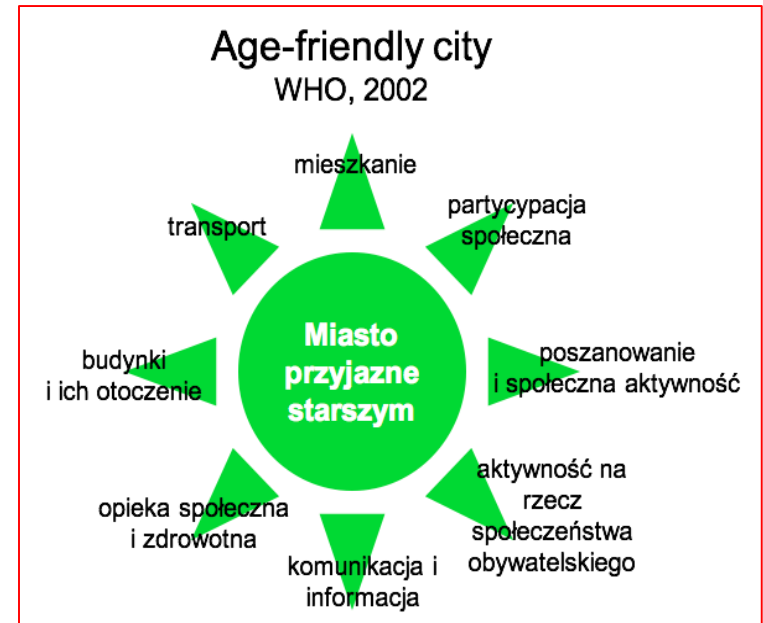 Age-friendly city
WHO, 2002
mieszkanie
partycypacja
społeczna
transport
Miasto
przyjazne
starszym
poszanowanie
i społeczna aktywność
budynki
i ich otoczenie
aktywność na
rzecz
społeczeństwa
obywatelskiego
opieka społeczna
i zdrowotna
komunikacja i
informacja